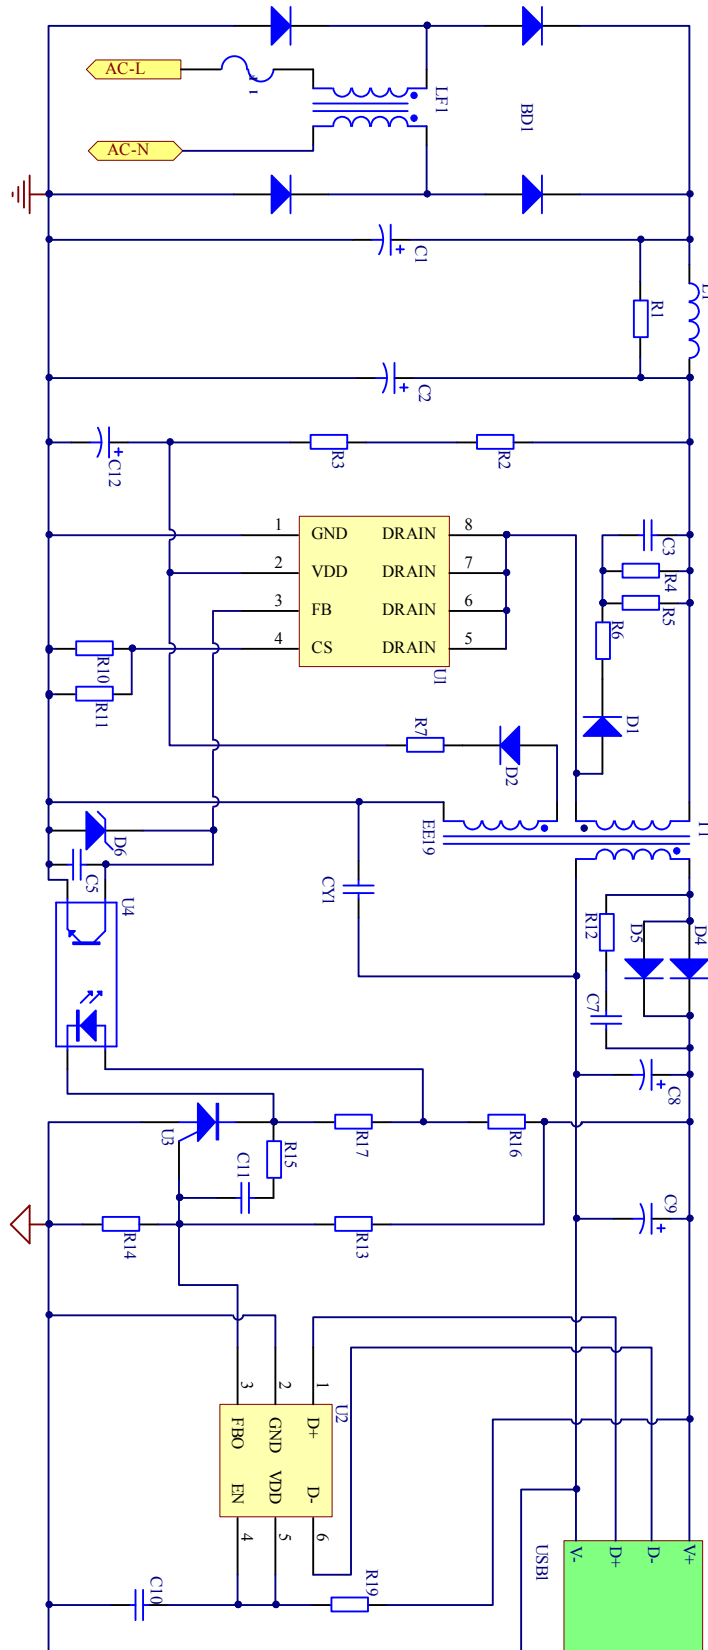 AC-L
AC-N
LF1
BD1
C1
R1
C2
C12
R3
R2
1
2
3
4
GND
VDD
FB
CS
DRAIN
DRAIN
DRAIN
DRAIN
8
7
6
5
U1
C3
R4
R5
R6
R10
R11
R7
D2
D1
D6
C5
U4
EE19
CY1
R12
D5
D4
C7
C8
U3
R15
R17
R16
C11
R14
R13
C9
3
2
1
U2
FBO
GND
D+
EN
VDD
D-
4
5
6
C10
R19
USB1
V-
D+
D-
V+